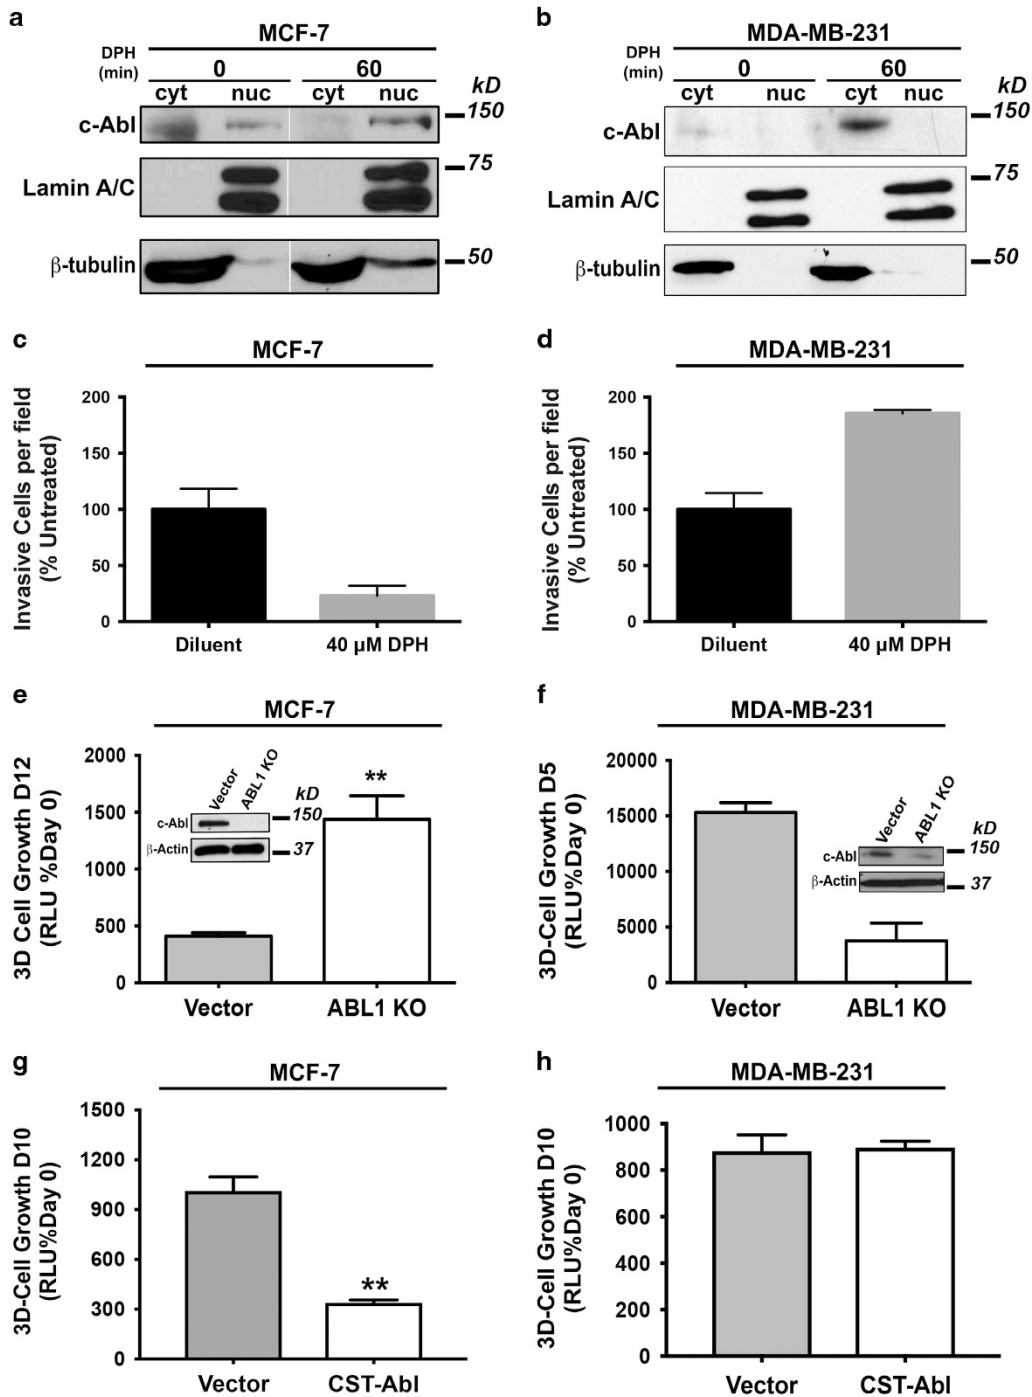 a
MCF-7
DPH
(min)
0
60
cyt nuc cyt nuc
kD
c-Abl
150
Lamin A/C
75
β-tubulin
50
b
MDA-MB-231
DPH
(min)
0
60
cyt nuc cyt nuc
kD
c-Abl
150
Lamin A/C
75
β-tubulin
50
c
MCF-7
Invasive Cells per field
(% Untreated)
200
150
100
50
0
Diluent
40 µM DPH
d
MDA-MB-231
Invasive Cells per field
(% Untreated)
200
150
100
50
0
Diluent
40 µM DPH
e
MCF-7
3D Cell Growth D12
(RLU %Day 0)
2000
1500
1000
500
0
Vector
ABL1 KO
kD
c-Abl
150
β-Actin
37
**
Vector
ABL1 KO
f
MDA-MB-231
3D-Cell Growth D5
(RLU%Day 0)
20000
15000
10000
5000
0
Vector
ABL1 KO
kD
c-Abl
150
β-Actin
37
Vector
ABL1 KO
g
MCF-7
3D-Cell Growth D10
(RLU%Day 0)
1500
1200
900
600
300
0
**
Vector
CST-Abl
h
MDA-MB-231
3D-Cell Growth D10
(RLU%Day 0)
1000
800
600
400
200
0
Vector
CST-Abl